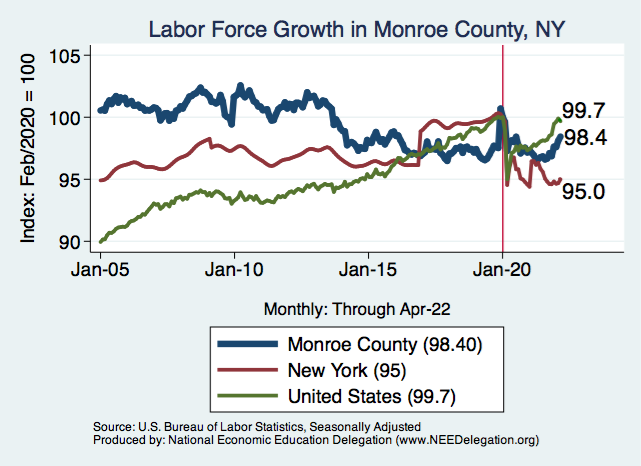 Labor Force Growth in Monroe County, NY
Index: Feb/2020 = 100
105
100
95
90
99.7
98.4
95.0
Jan-05 Jan-10 Jan-15 Jan-20
Monthly: Through Apr-22
Monroe County (98.40)
New York (95)
United States (99.7)
Source: U.S. Bureau of Labor Statistics, Seasonally Adjusted
Produced by: National Economic Education Delegation (www.NEEDelegation.org)